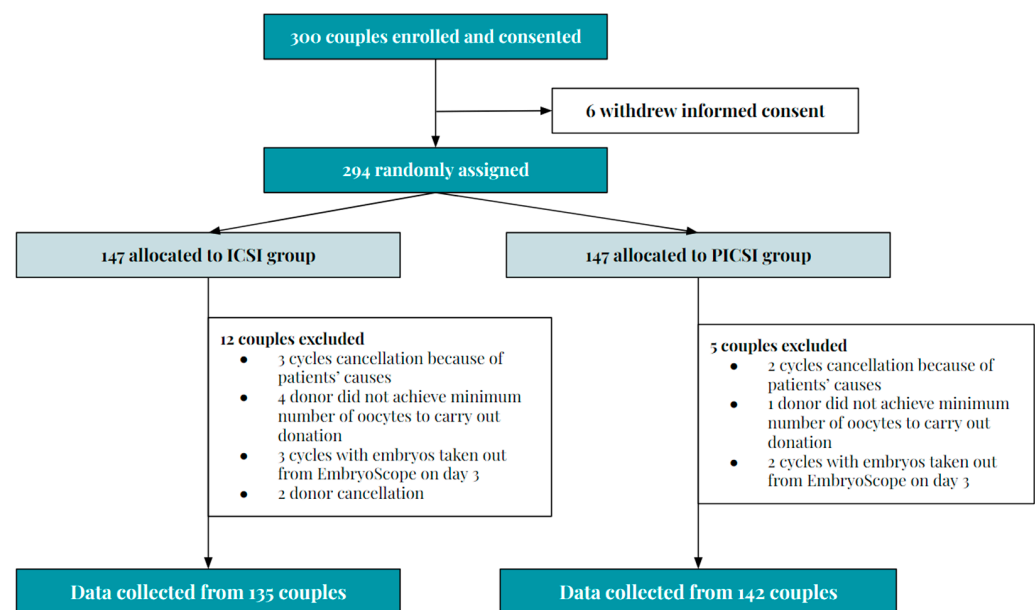 300 couples enrolled and consented
6 withdrew informed consent
294 randomly assigned
147 allocated to ICSI group
147 allocated to PICSI group
12 couples excluded
● 3 cycles cancellation because of
patients’ causes
● 4 donor did not achieve minimum
number of oocytes to carry out
donation
● 3 cycles with embryos taken out
from EmbryoScope on day 3
● 2 donor cancellation
5 couples excluded
● 2 cycles cancellation because of
patients’ causes
● 1 donor did not achieve minimum
number of oocytes to carry out
donation
● 2 cycles with embryos taken out
from EmbryoScope on day 3
Data collected from 135 couples
Data collected from 142 couples